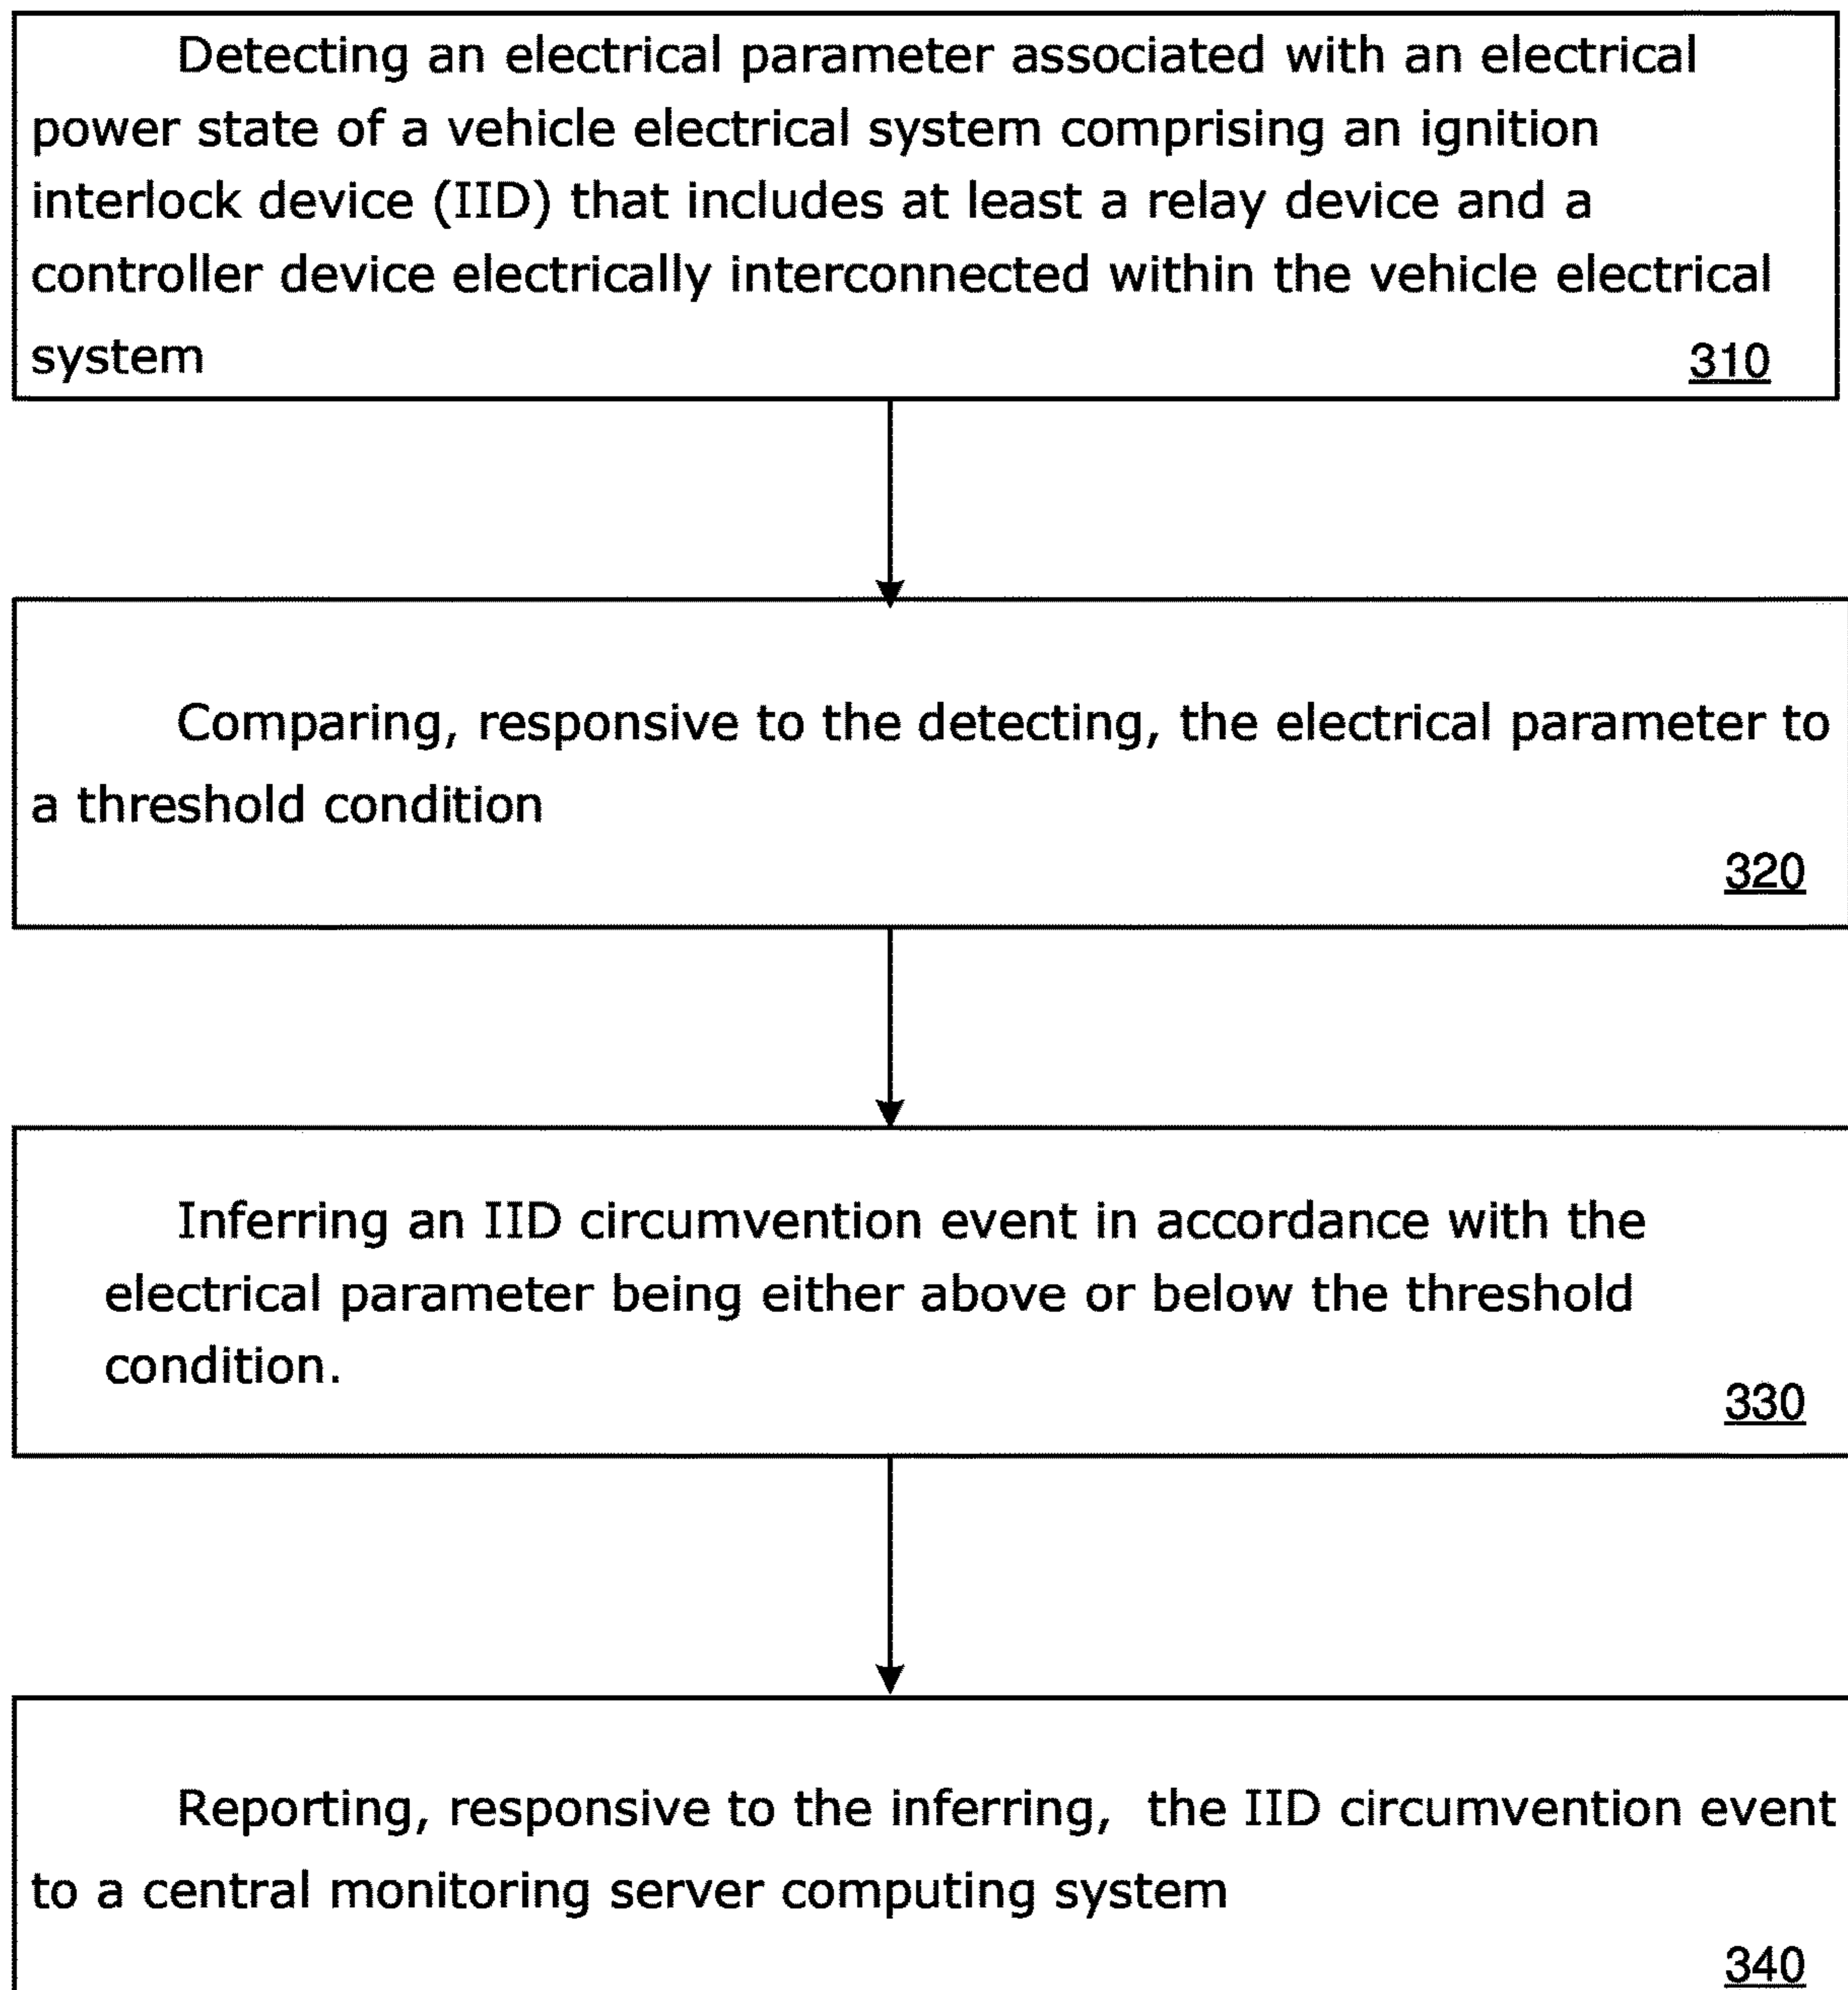 Detecting an electrical parameter associated with an electrical
power state of a vehicle electrical system comprising an ignition
interlock device (IID) that includes at least a relay device and a
controller device electrically interconnected within the vehicle electrical
system 310
Comparing, responsive to the detecting, the electrical parameter to
a threshold condition
320
Inferring an IID circumvention event in accordance with the
electrical parameter being either above or below the threshold
condition.
330
Reporting, responsive to the inferring, the IID circumvention event
to a central monitoring server computing system
340